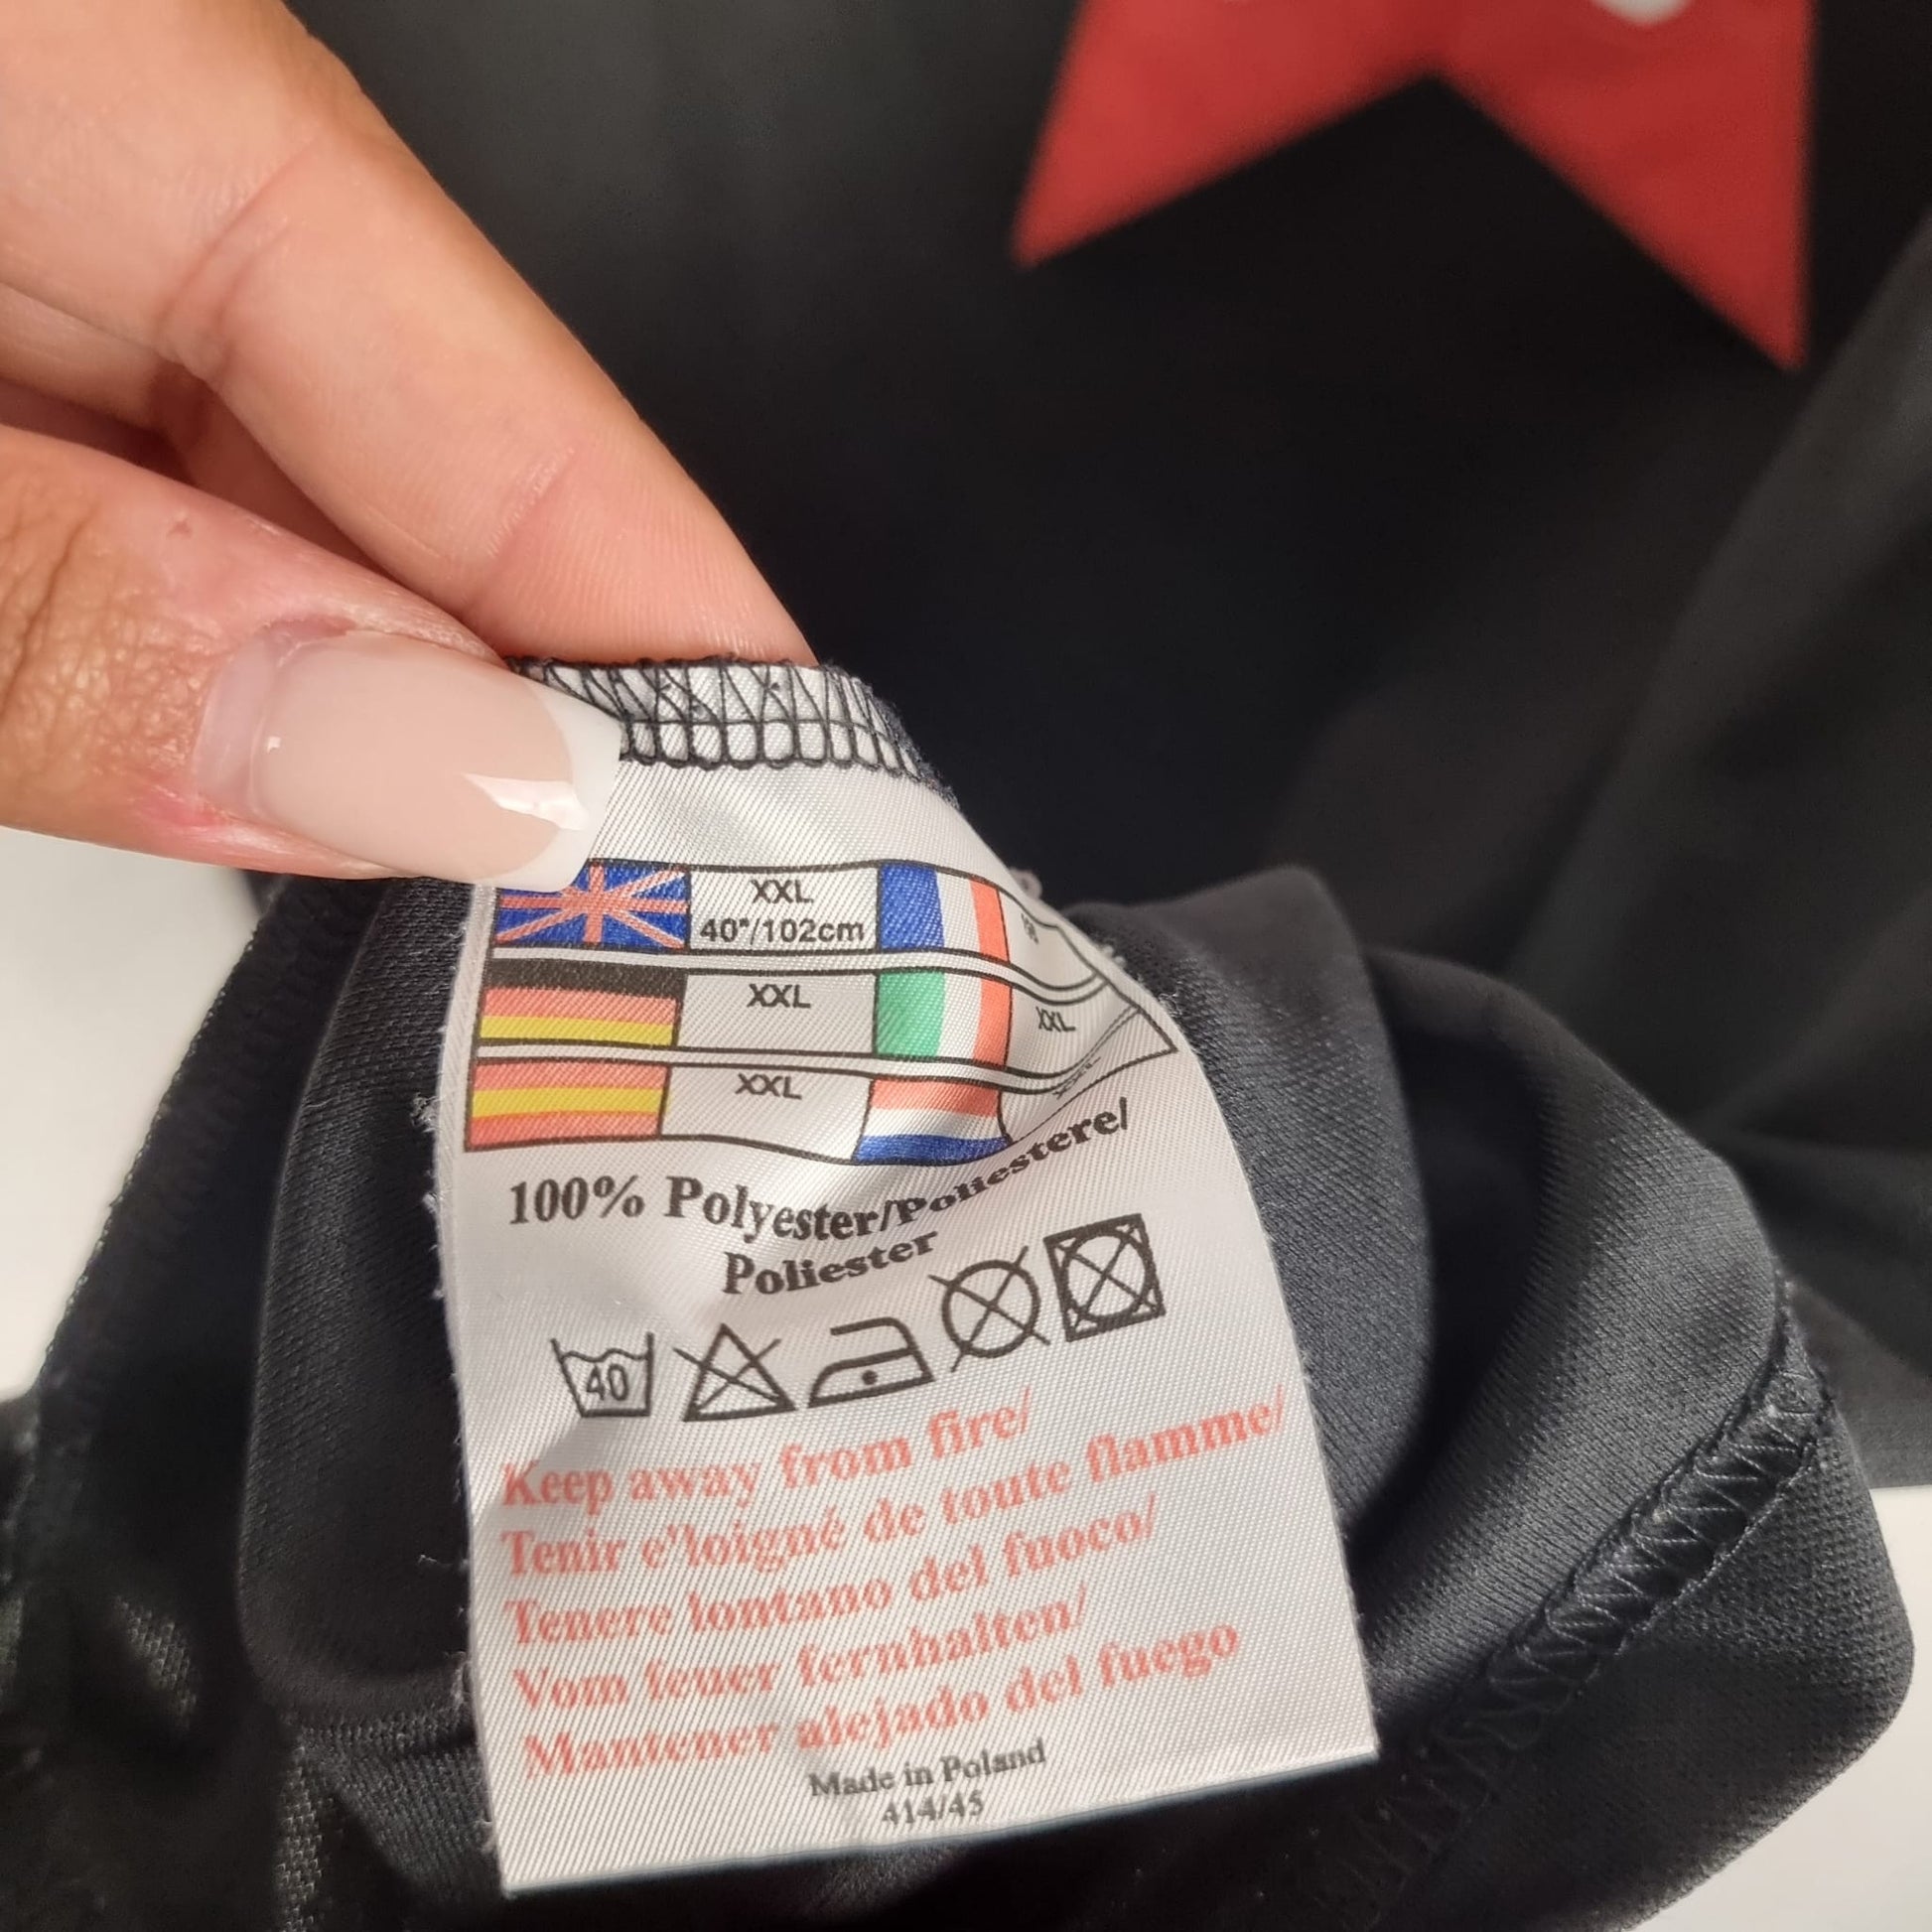 XXL
40"/102cm
XXL
XXL
XXL
100% Polyester/Poliestere/
Poliester
40
Keep away from fire/
Tenir e'loigné de toute flamme/
Tenere lontano del fuoco/
Vom feuer fernhalten/
Mantener alejado del fuego
Made in Poland
414/45